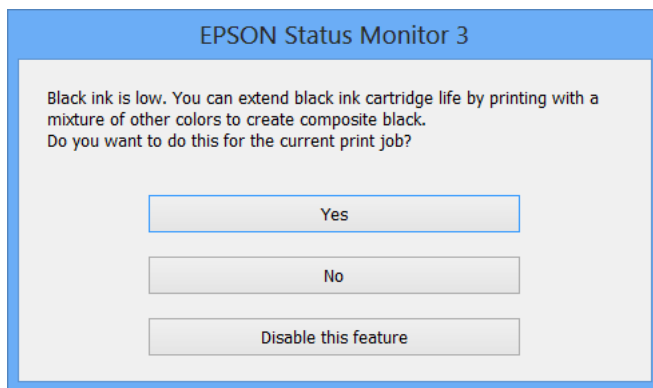 EPSON Status Monitor 3
Black ink is low. You can extend black ink cartridge life by printing with a
mixture of other colors to create composite black.
Do you want to do this for the current print job?
Yes
No
Disable this feature